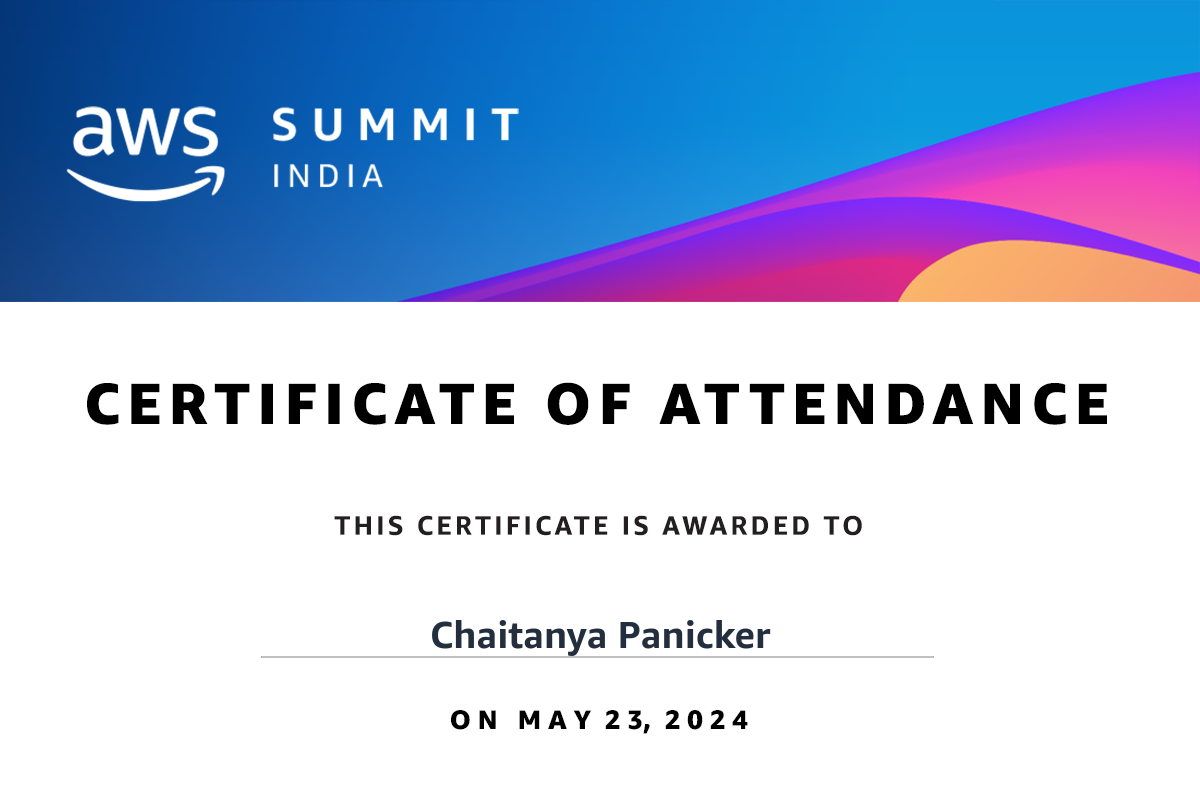 aws
SUMMIT
INDIA
CERTIFICATE OF ATTENDANCE
THIS CERTIFICATE IS AWARDED TO
Chaitanya Panicker
ON MAY 23, 2024